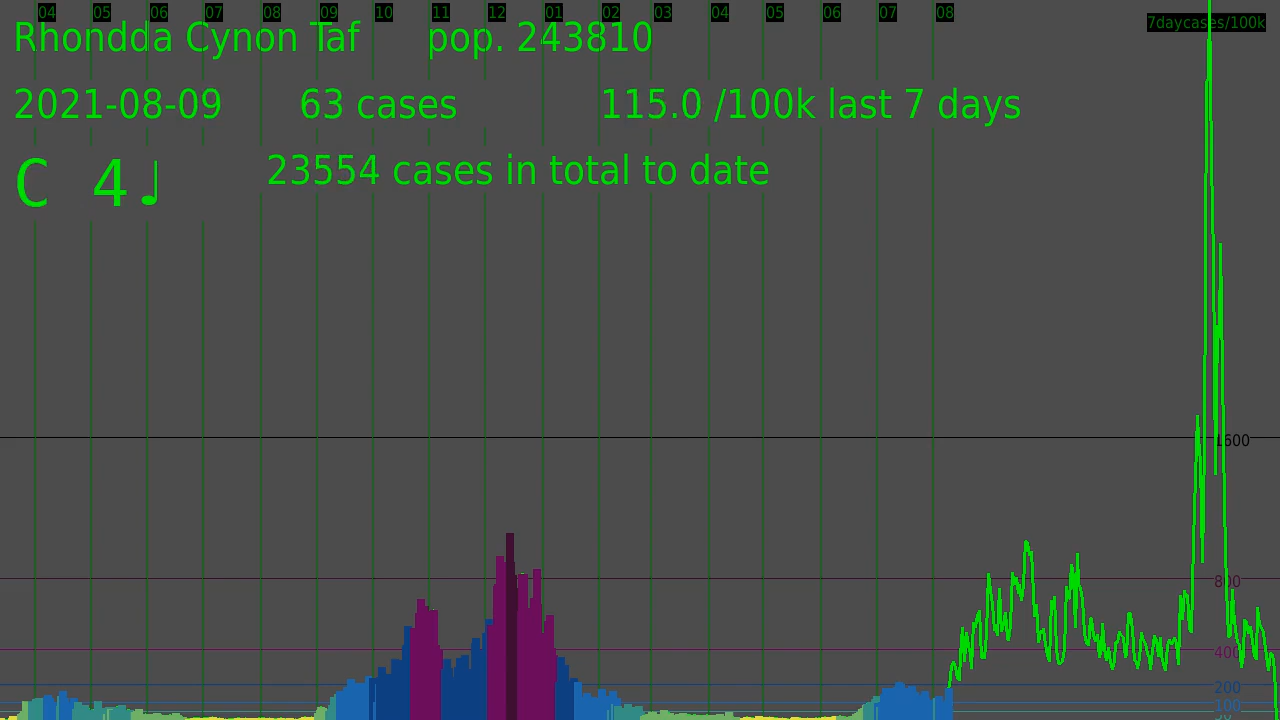 04 05 06 07 08 09 10 11 12 01 02 03 04 05 06 07 08
7daycases/100k
Rhondda Cynon Taf pop. 243810
2021-08-09 63 cases 115.0 /100k last 7 days
C 4♩ 23554 cases in total to date
1600
800
400
200
100